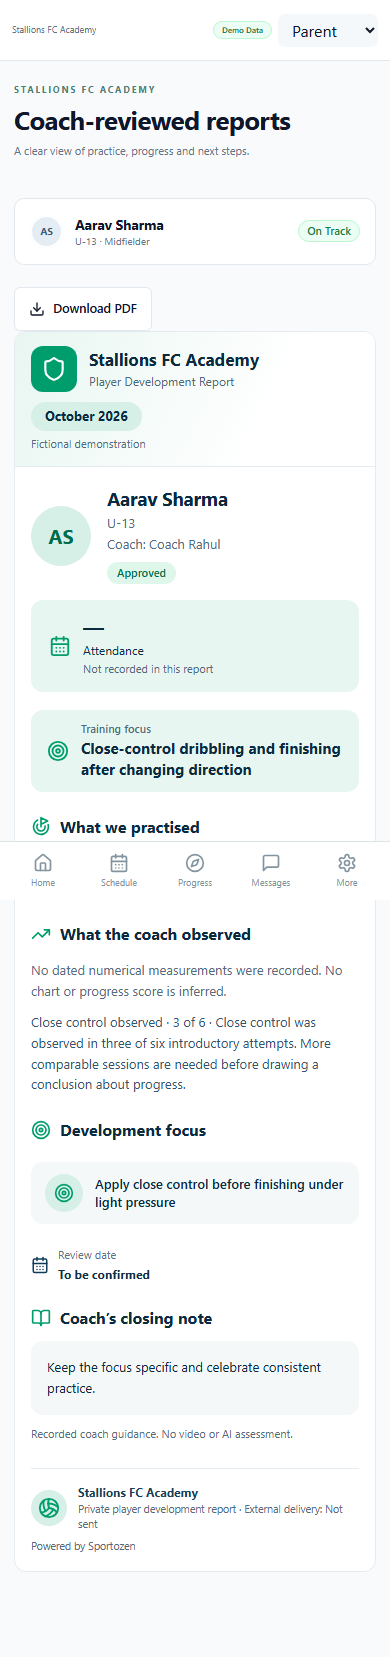 Stallions FC Academy
Demo Data
Parent
STALLIONS FC ACADEMY
Coach-reviewed reports
A clear view of practice, progress and next steps.
AS
Aarav Sharma
U-13 · Midfielder
On Track
Download PDF
Stallions FC Academy
Player Development Report
October 2026
Fictional demonstration
AS
Aarav Sharma
U-13
Coach: Coach Rahul
Approved
—
Attendance
Not recorded in this report
Training focus
Close-control dribbling and finishing
after changing direction
What we practised
Home
Schedule
Progress
Messages
More
What the coach observed
No dated numerical measurements were recorded. No
chart or progress score is inferred.
Close control observed · 3 of 6 · Close control was
observed in three of six introductory attempts. More
comparable sessions are needed before drawing a
conclusion about progress.
Development focus
Apply close control before finishing under
light pressure
Review date
To be confirmed
Coach’s closing note
Keep the focus specific and celebrate consistent
practice.
Recorded coach guidance. No video or AI assessment.
Stallions FC Academy
Private player development report · External delivery: Not
sent
Powered by Sportozen